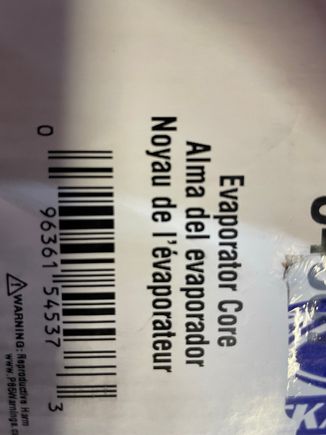 Evaporator Core
Alma del evaporador
Noyau de l'évaporateur
0 96361 54537 3
⚠WARNING: Reproductive Harm